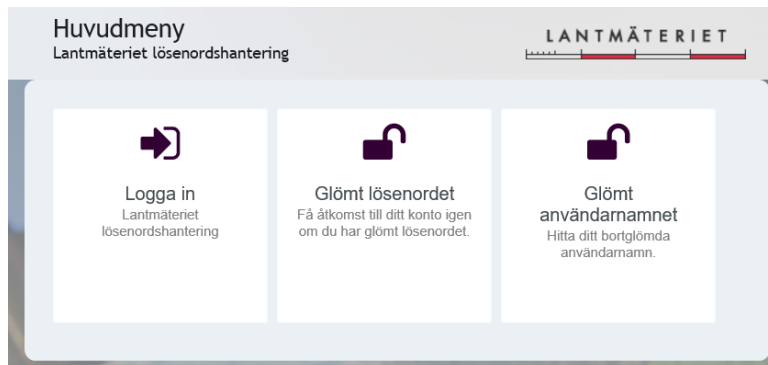 Huvudmeny
Lantmäteriet lösenordshantering
LANTMÄTERIET
Logga in
Lantmäteriet
lösenordshantering
Glömt lösenordet
Få åtkomst till ditt konto igen
om du har glömt lösenordet.
Glömt
användarnamnet
Hitta ditt bortglömda
användarnamn.